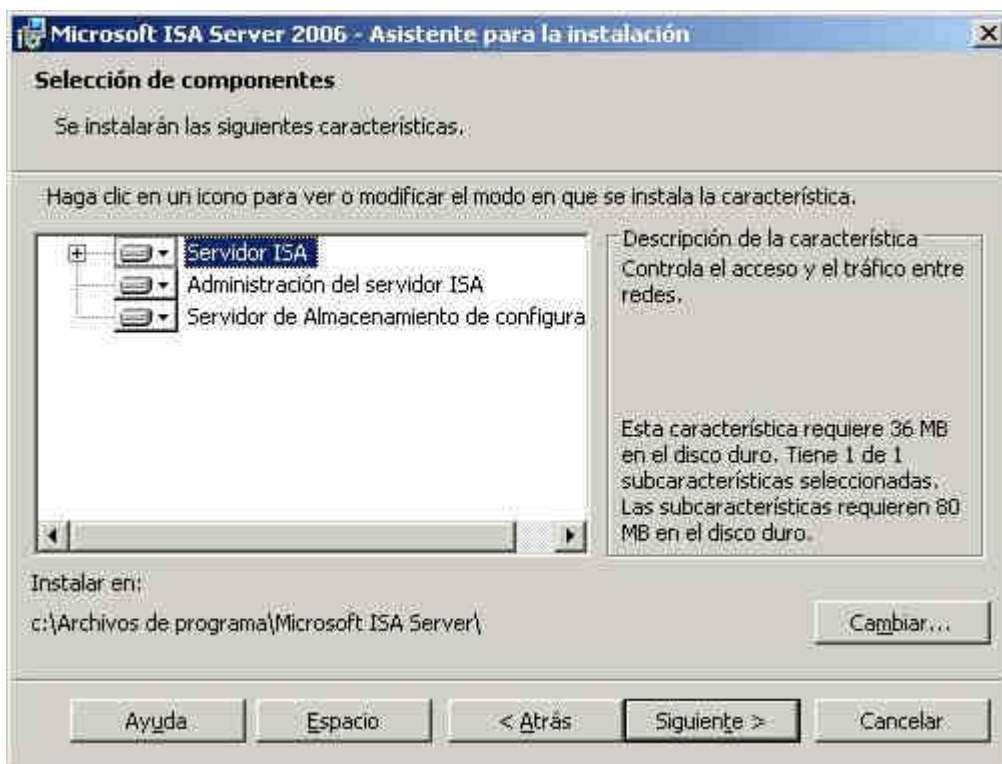 Microsoft ISA Server 2006 - Asistente para la instalación
Selección de componentes
Se instalarán las siguientes características.
Haga clic en un icono para ver o modificar el modo en que se instala la característica.
Servidor ISA
Administración del servidor ISA
Servidor de Almacenamiento de configura
Descripción de la característica
Controla el acceso y el tráfico entre
redes.
Esta característica requiere 36 MB
en el disco duro. Tiene 1 de 1
subcaracterísticas seleccionadas.
Las subcaracterísticas requieren 80
MB en el disco duro.
Instalar en:
c:\Archivos de programa\Microsoft ISA Server\
Cambiar...
Ayuda
Espacio
< Atrás
Siguiente >
Cancelar